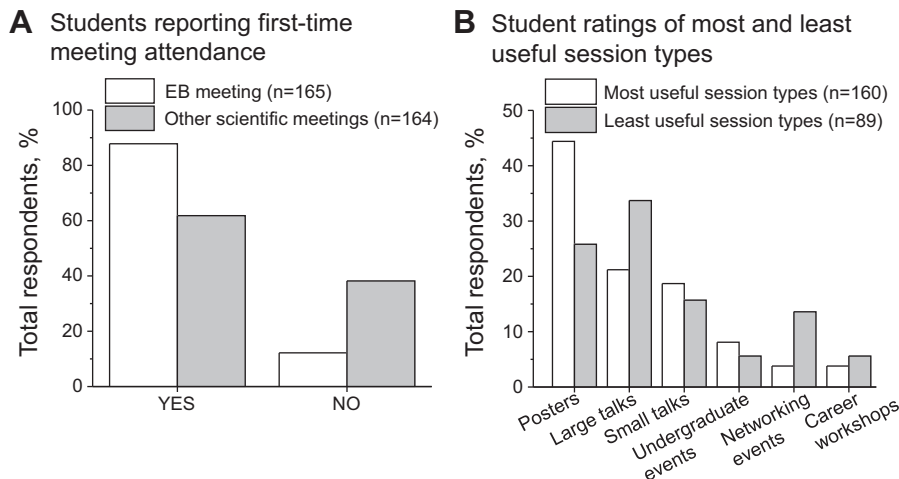 A Students reporting first-time
meeting attendance
EB meeting (n=165)
Other scientific meetings (n=164)
Total respondents, %
100
80
60
40
20
0
YES
NO
B Student ratings of most and least
useful session types
Most useful session types (n=160)
Least useful session types (n=89)
Total respondents, %
50
40
30
20
10
0
Posters
Large talks
Small talks
Undergraduate
events
Networking
events
Career
workshops